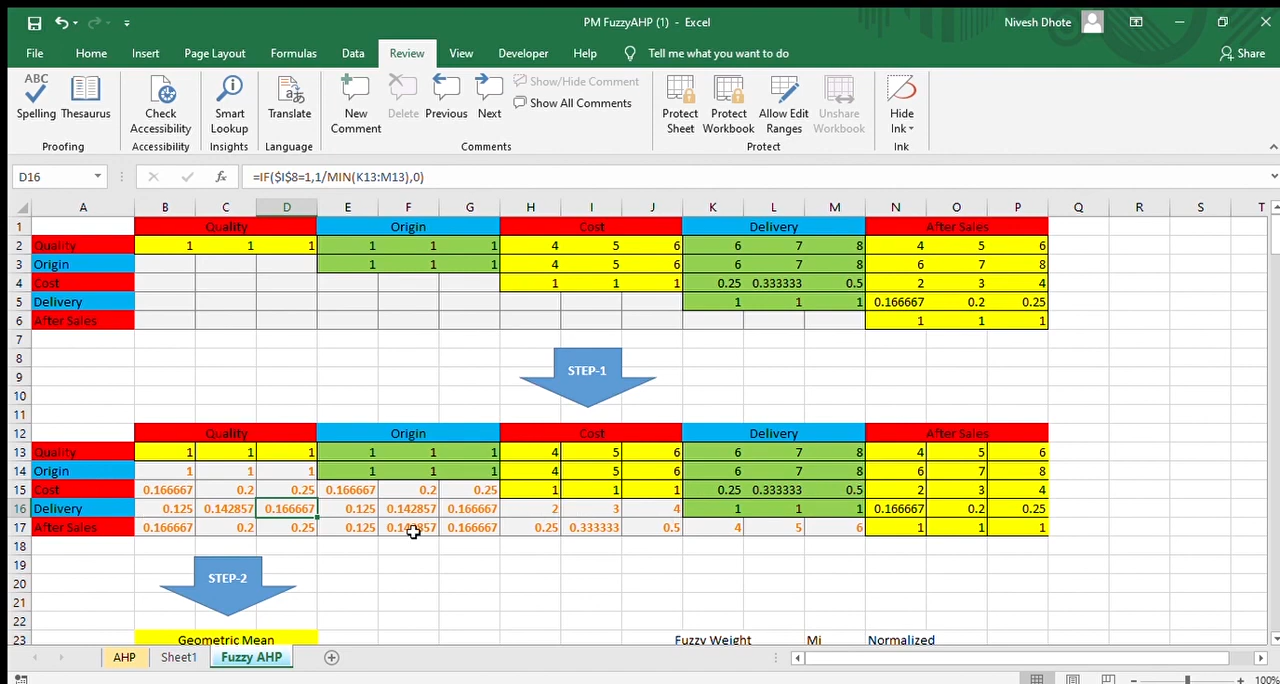 PM FuzzyAHP (1) - Excel
Nivesh Dhote
File Home Insert Page Layout Formulas Data Review View Developer Help Tell me what you want to do Share
ABC
Spelling Thesaurus Check Accessibility Smart Lookup Translate New Comment Delete Previous Next Show/Hide Comment Show All Comments Protect Sheet Protect Workbook Allow Edit Ranges Unshare Workbook Hide Ink
Proofing Accessibility Insights Language Comments Protect Ink
D16 fx =IF($I$8=1,1/MIN(K13:M13),0)
A B C D E F G H I J K L M N O P Q R S T
1 Quality Origin Cost Delivery After Sales
2 Quality 1 1 1 1 1 1 4 5 6 6 7 8 4 5 6
3 Origin 1 1 1 4 5 6 6 7 8 6 7 8
4 Cost 1 1 1 0.25 0.333333 0.5 2 3 4
5 Delivery 1 1 1 0.166667 0.2 0.25
6 After Sales 1 1 1
7
8 STEP-1
9
10
11
12 Quality Origin Cost Delivery After Sales
13 Quality 1 1 1 1 1 1 4 5 6 6 7 8 4 5 6
14 Origin 1 1 1 1 1 1 4 5 6 6 7 8 6 7 8
15 Cost 0.166667 0.2 0.25 0.166667 0.2 0.25 1 1 1 0.25 0.333333 0.5 2 3 4
16 Delivery 0.125 0.142857 0.166667 0.125 0.142857 0.166667 2 3 4 1 1 1 0.166667 0.2 0.25
17 After Sales 0.166667 0.2 0.25 0.125 0.142857 0.166667 0.25 0.333333 0.5 4 5 6 1 1 1
18
19
20 STEP-2
21
22
23 Geometric Mean Fuzzy Weight Mi Normalized
AHP Sheet1 Fuzzy AHP
100%